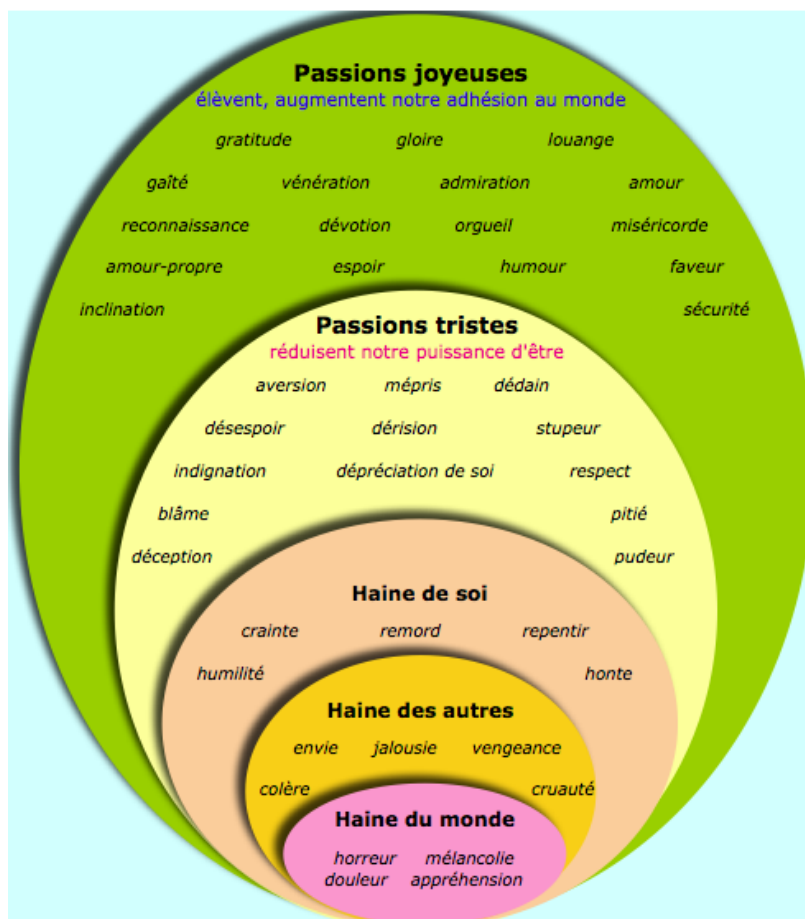 Passions joyeuses
élèvent, augmentent notre adhésion au monde
gratitude gloire louange
gaîté vénération admiration amour
reconnaissance dévotion orgueil miséricorde
amour-propre espoir humour faveur
inclination sécurité
Passions tristes
réduisent notre puissance d'être
aversion mépris dédain
désespoir dérision stupeur
indignation dépréciation de soi respect
blâme pitié
déception pudeur
Haine de soi
crainte remord repentir
humilité honte
Haine des autres
envie jalousie vengeance
colère cruauté
Haine du monde
horreur mélancolie
douleur appréhension